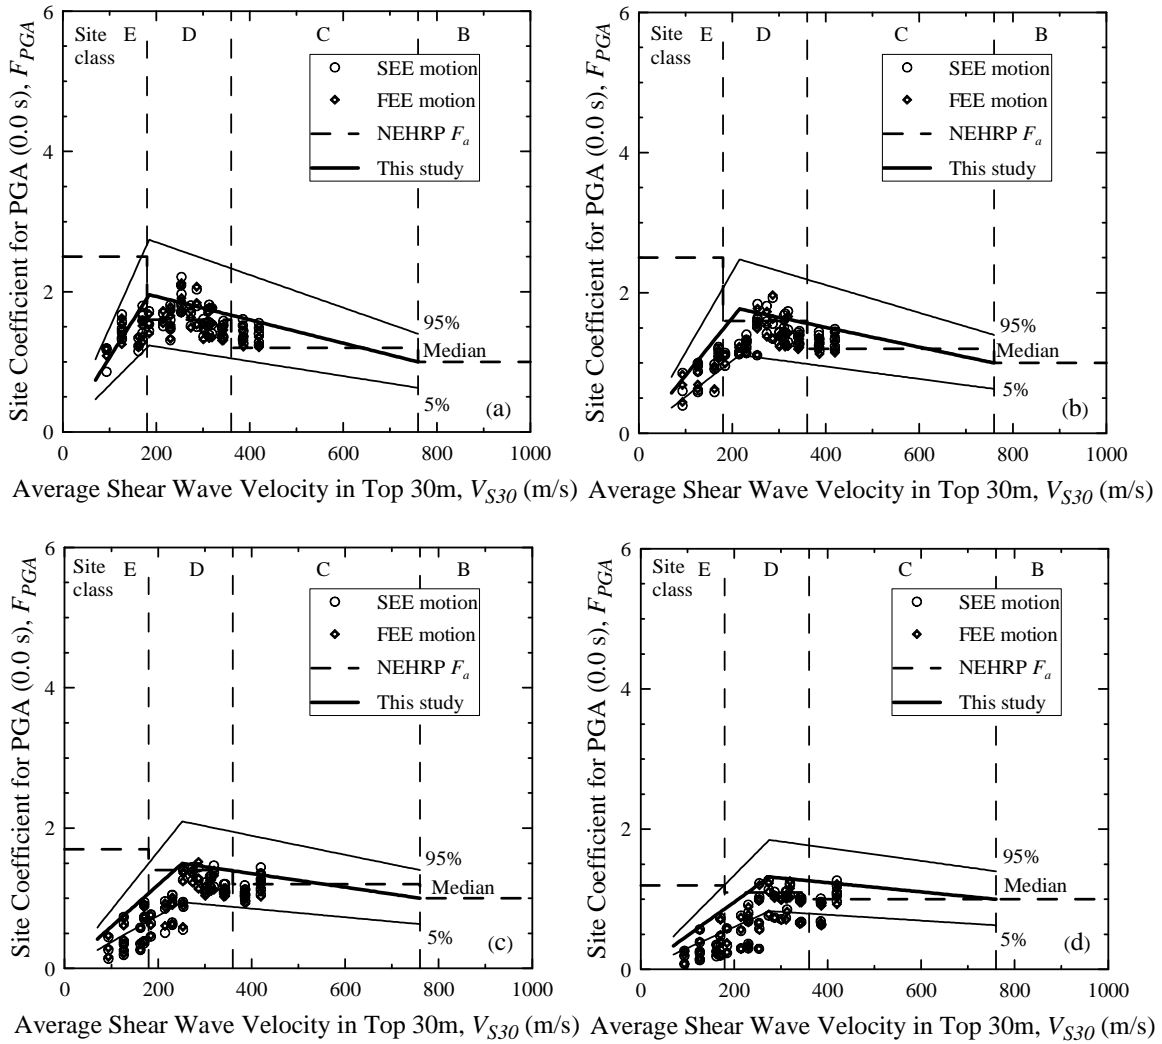 6
4
2
0
Site Coefficient for PGA (0.0 s), F_PGA
Site class
E
D
C
B
SEE motion
FEE motion
NEHRP F_a
This study
95%
Median
5%
(a)
0
200
400
600
800
1000
Average Shear Wave Velocity in Top 30m, V_S30 (m/s)
6
4
2
0
Site Coefficient for PGA (0.0 s), F_PGA
Site class
E
D
C
B
SEE motion
FEE motion
NEHRP F_a
This study
95%
Median
5%
(b)
0
200
400
600
800
1000
Average Shear Wave Velocity in Top 30m, V_S30 (m/s)
6
4
2
0
Site Coefficient for PGA (0.0 s), F_PGA
Site class
E
D
C
B
SEE motion
FEE motion
NEHRP F_a
This study
95%
Median
5%
(c)
0
200
400
600
800
1000
Average Shear Wave Velocity in Top 30m, V_S30 (m/s)
6
4
2
0
Site Coefficient for PGA (0.0 s), F_PGA
Site class
E
D
C
B
SEE motion
FEE motion
NEHRP F_a
This study
95%
Median
5%
(d)
0
200
400
600
800
1000
Average Shear Wave Velocity in Top 30m, V_S30 (m/s)